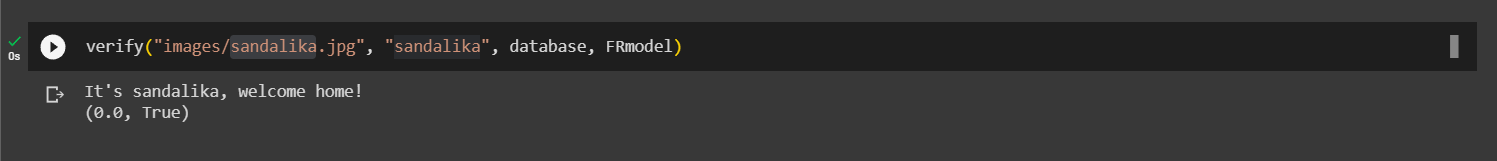 verify("images/sandalika.jpg", "sandalika", database, FRmodel)
0s
It's sandalika, welcome home!
(0.0, True)